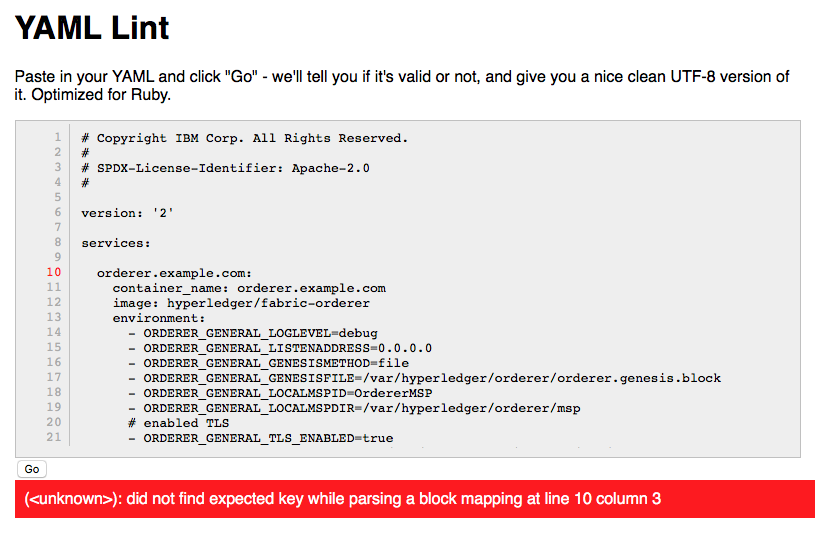 YAML Lint
Paste in your YAML and click "Go" - we'll tell you if it's valid or not, and give you a nice clean UTF-8 version of
it. Optimized for Ruby.
1 # Copyright IBM Corp. All Rights Reserved.
2 #
3 # SPDX-License-Identifier: Apache-2.0
4 #
5
6 version: '2'
7
8 services:
9
10 orderer.example.com:
11 container_name: orderer.example.com
12 image: hyperledger/fabric-orderer
13 environment:
14 - ORDERER_GENERAL_LOGLEVEL=debug
15 - ORDERER_GENERAL_LISTENADDRESS=0.0.0.0
16 - ORDERER_GENERAL_GENESISMETHOD=file
17 - ORDERER_GENERAL_GENESISFILE=/var/hyperledger/orderer/orderer.genesis.block
18 - ORDERER_GENERAL_LOCALMSPID=OrdererMSP
19 - ORDERER_GENERAL_LOCALMSPDIR=/var/hyperledger/orderer/msp
20 # enabled TLS
21 - ORDERER_GENERAL_TLS_ENABLED=true
Go
(<unknown>): did not find expected key while parsing a block mapping at line 10 column 3